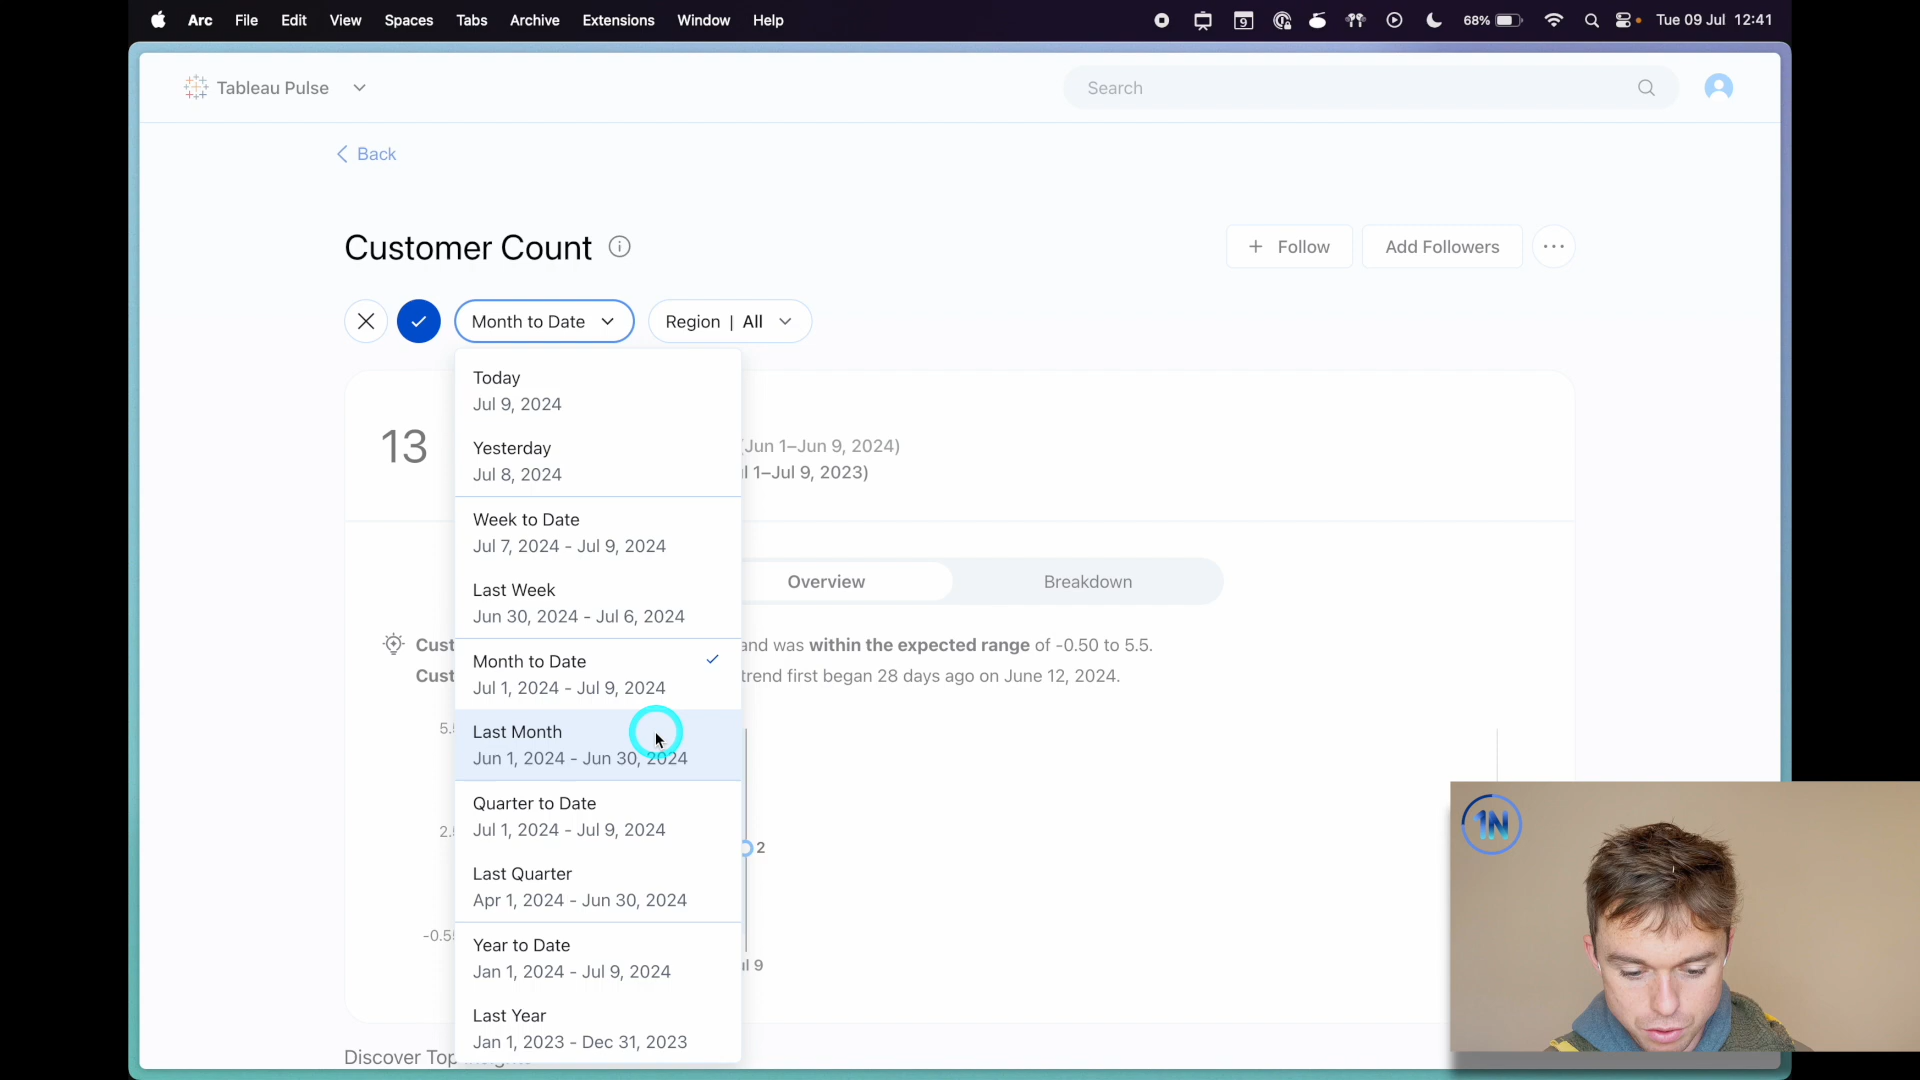 Arc File Edit View Spaces Tabs Archive Extensions Window Help 9 68% Tue 09 Jul 12:41
Tableau Pulse Search
Back
Customer Count + Follow Add Followers
Month to Date Region | All
Today
Jul 9, 2024
13 (Jun 1–Jun 9, 2024)
Yesterday
Jul 8, 2024 l 1–Jul 9, 2023)
Week to Date
Jul 7, 2024 - Jul 9, 2024
Overview Breakdown
Last Week
Jun 30, 2024 - Jul 6, 2024
Cust and was within the expected range of -0.50 to 5.5.
Month to Date
Cust trend first began 28 days ago on June 12, 2024.
Jul 1, 2024 - Jul 9, 2024
5.
Last Month
Jun 1, 2024 - Jun 30, 2024
Quarter to Date
Jul 1, 2024 - Jul 9, 2024
2.
2
1N
Last Quarter
Apr 1, 2024 - Jun 30, 2024
-0.5
Year to Date
Jan 1, 2024 - Jul 9, 2024
ul 9
Last Year
Jan 1, 2023 - Dec 31, 2023
Discover Top